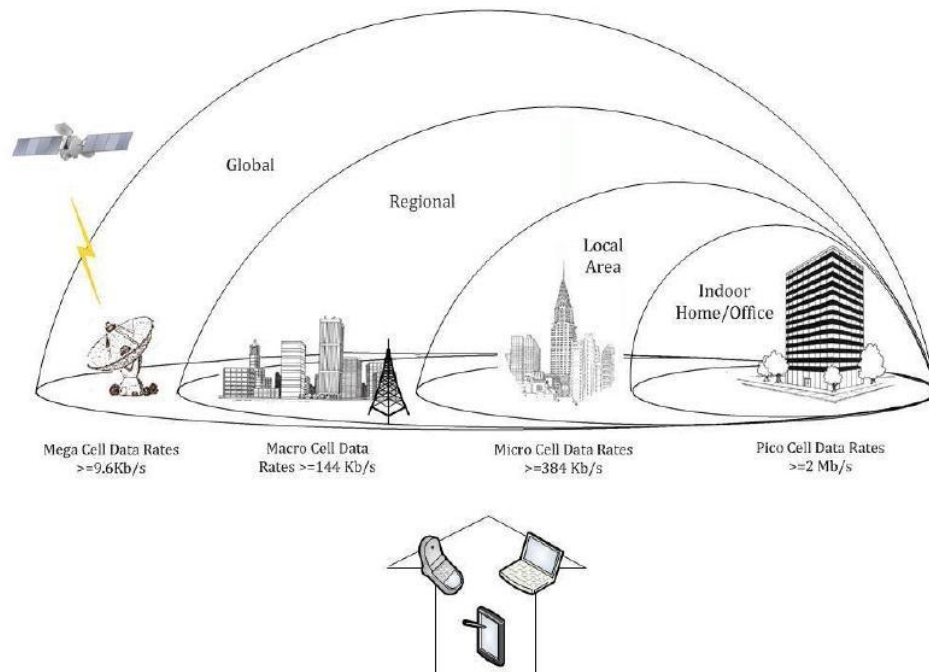 Global
Regional
Local
Area
Indoor
Home/Office
Mega Cell Data Rates
>=9.6Kb/s
Macro Cell Data
Rates >=144 Kb/s
Micro Cell Data Rates
>=384 Kb/s
Pico Cell Data Rates
>=2 Mb/s